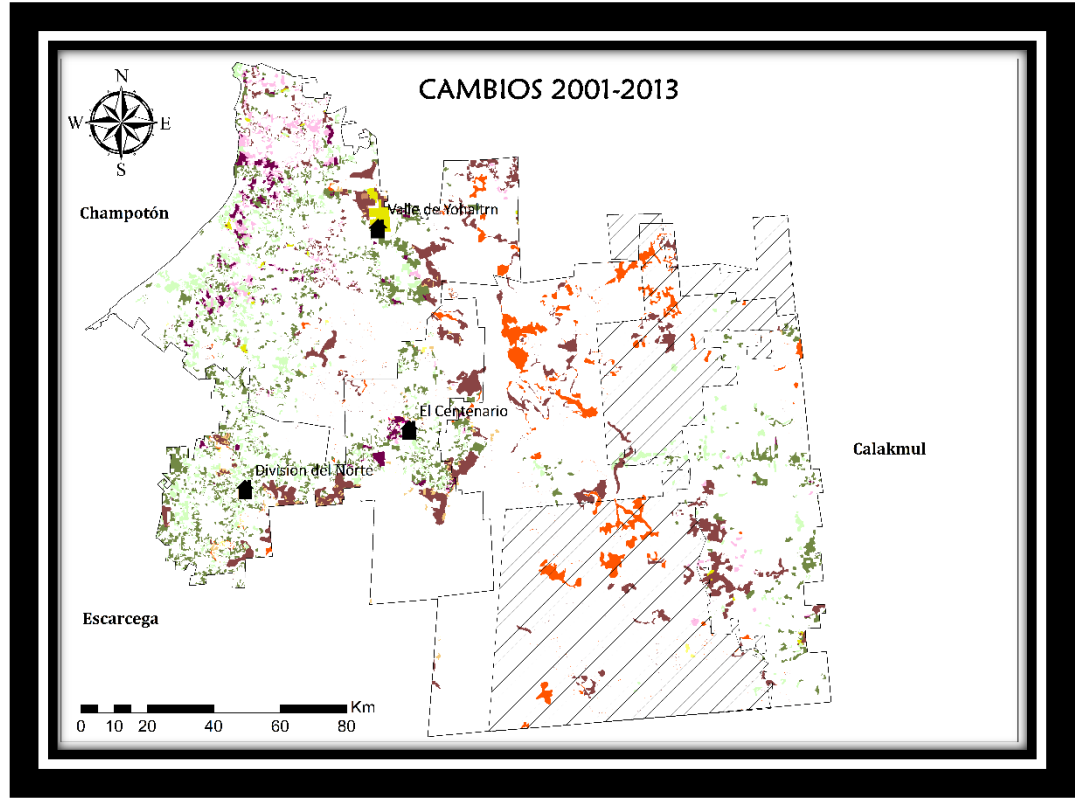 CAMBIOS 2001-2013
N
W
E
S
Champotón
Valle de Yohaltrn
El Centenario
Division del Norte
Calakmul
Escarcega
Km
0 5 10 20 40 60 80